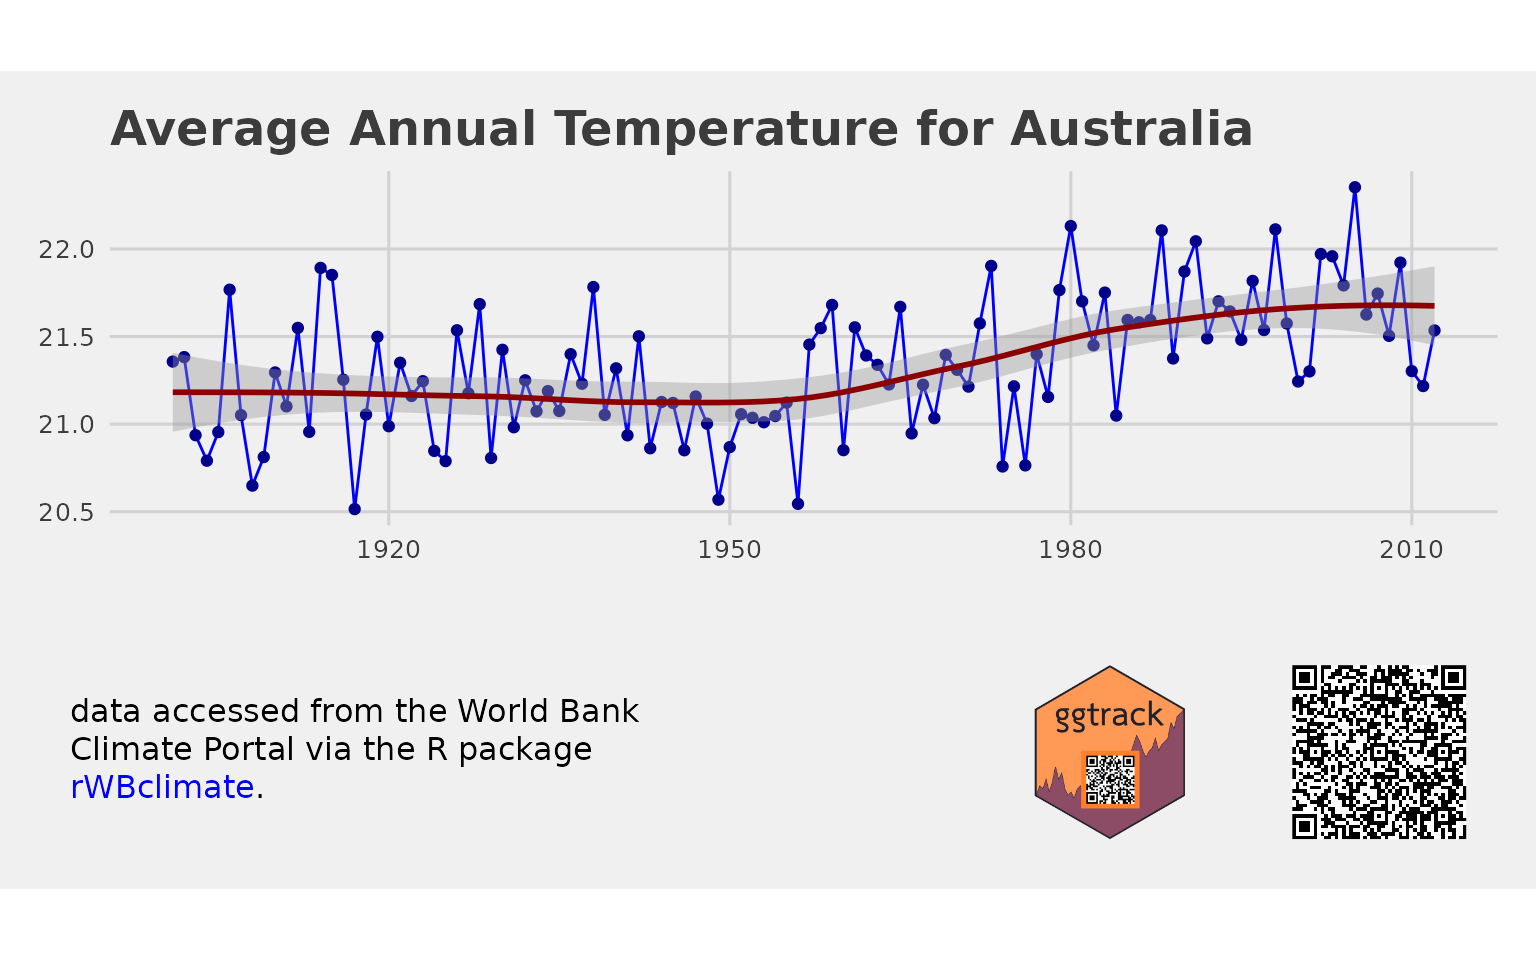 Average Annual Temperature for Australia
22.0
21.5
21.0
20.5
1920 1950 1980 2010
data accessed from the World Bank
Climate Portal via the R package
rWBclimate.
ggtrack